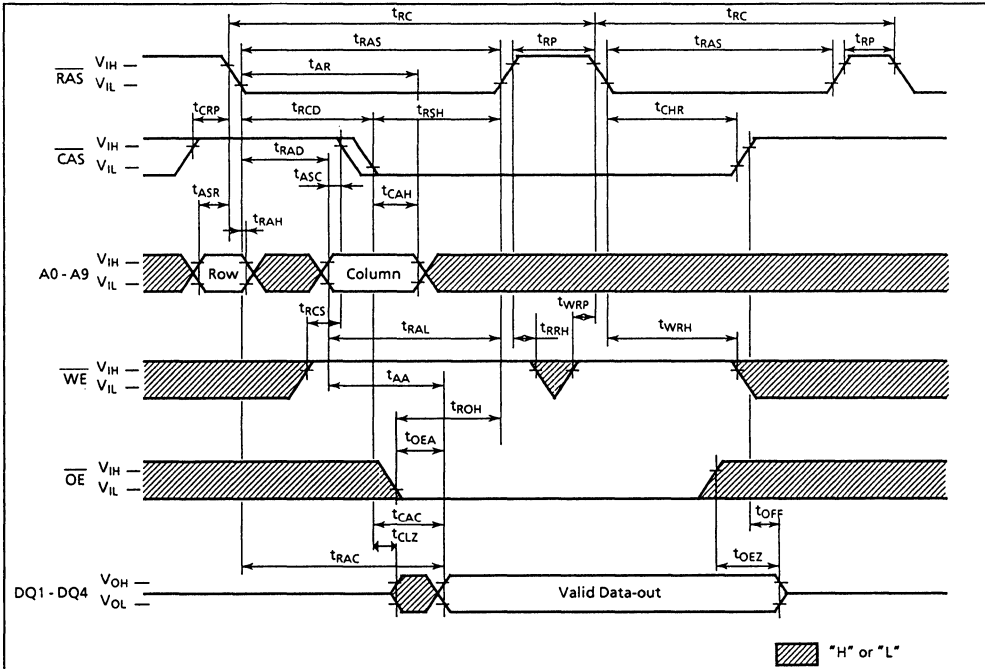 tRC tRC
tRAS tRP tRAS tRP
RAS VIH VIL
tAR
tCRP tRCD tRSH tCHR
CAS VIH VIL
tRAD
tASC
tASR tCAH
tRAH
A0 - A9 VIH VIL Row Column
tRCS tWRP
tRAL tRRH tWRH
WE VIH VIL
tAA
tROH
tOEA
OE VIH VIL
tCAC tOFF
tCLZ
tRAC tOEZ
DQ1 - DQ4 VOH VOL Valid Data-out
"H" or "L"